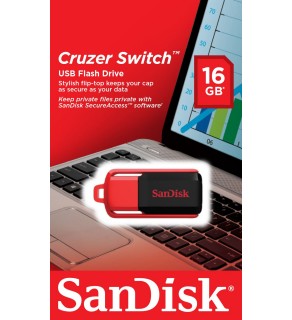 Cruzer Switch™
USB Flash Drive
Stylish flip-top keeps your cap
as secure as your data
Keep private files private with
SanDisk SecureAccess™ software*
16
GB*
SanDisk
SanDisk®